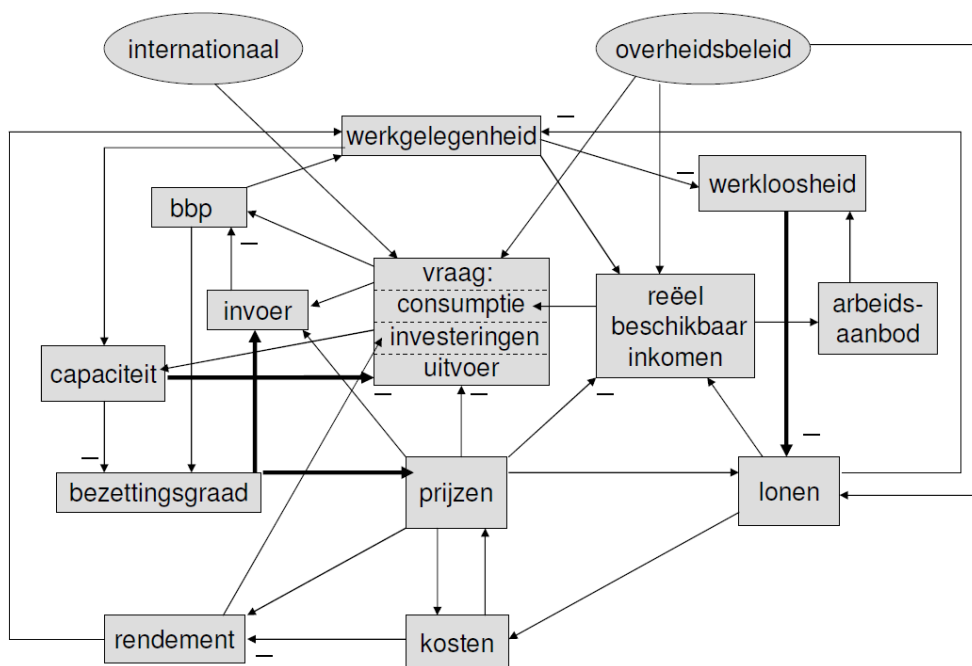 internationaal
overheidsbeleid
–
werkgelegenheid
–
werkloosheid
bbp
–
vraag:
consumptie
investeringen
uitvoer
reëel
beschikbaar
inkomen
arbeids-
aanbod
invoer
capaciteit
–
–
–
–
–
bezettingsgraad
prijzen
lonen
rendement
–
kosten